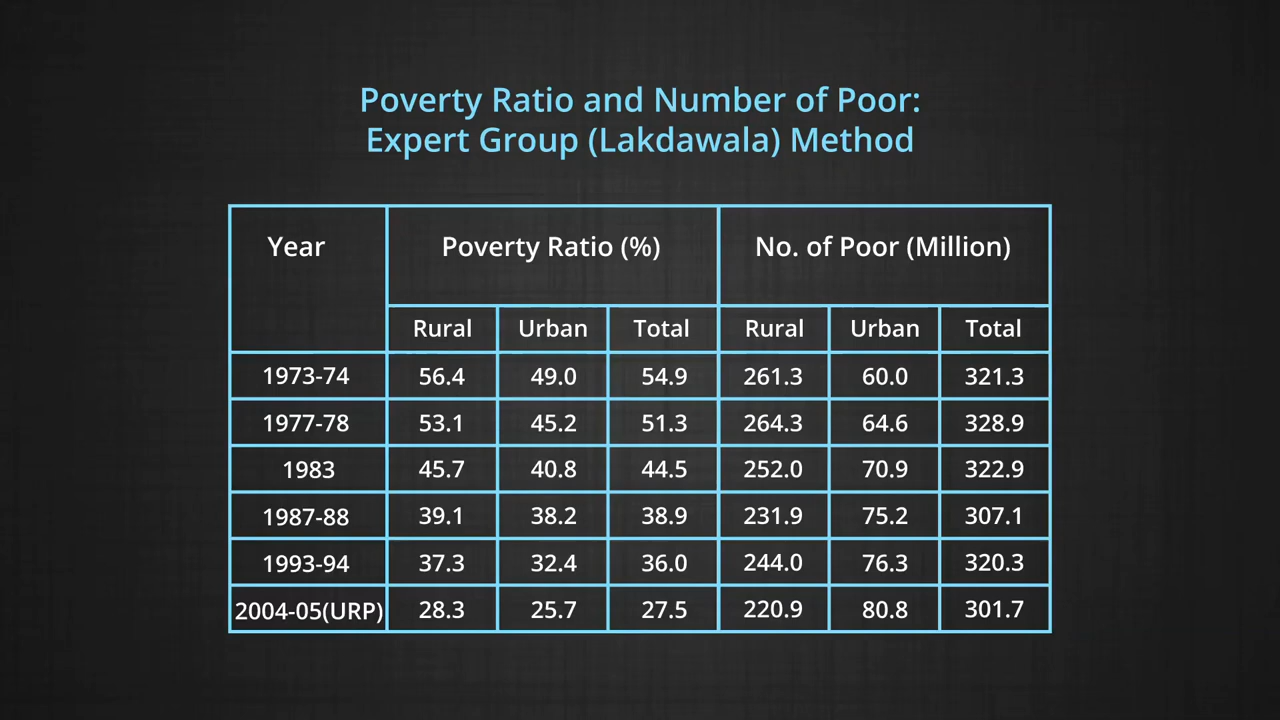 Poverty Ratio and Number of Poor:
Expert Group (Lakdawala) Method
Year Poverty Ratio (%) No. of Poor (Million)
Rural Urban Total Rural Urban Total
1973-74 56.4 49.0 54.9 261.3 60.0 321.3
1977-78 53.1 45.2 51.3 264.3 64.6 328.9
1983 45.7 40.8 44.5 252.0 70.9 322.9
1987-88 39.1 38.2 38.9 231.9 75.2 307.1
1993-94 37.3 32.4 36.0 244.0 76.3 320.3
2004-05(URP) 28.3 25.7 27.5 220.9 80.8 301.7